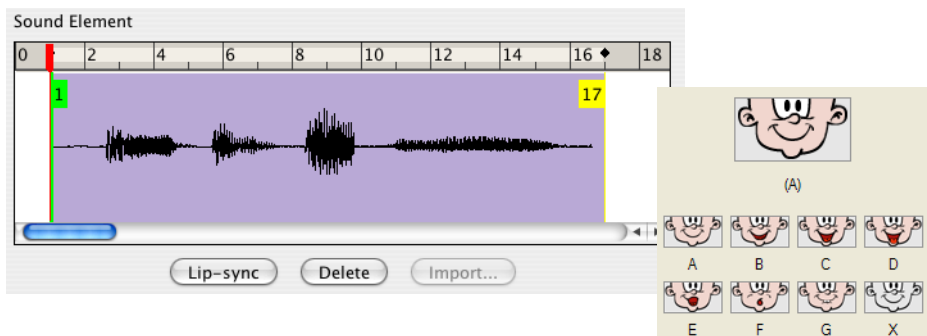 Sound Element
0 2 4 6 8 10 12 14 16 18
1 17
Lip-sync Delete Import...
(A)
A B C D
E F G X